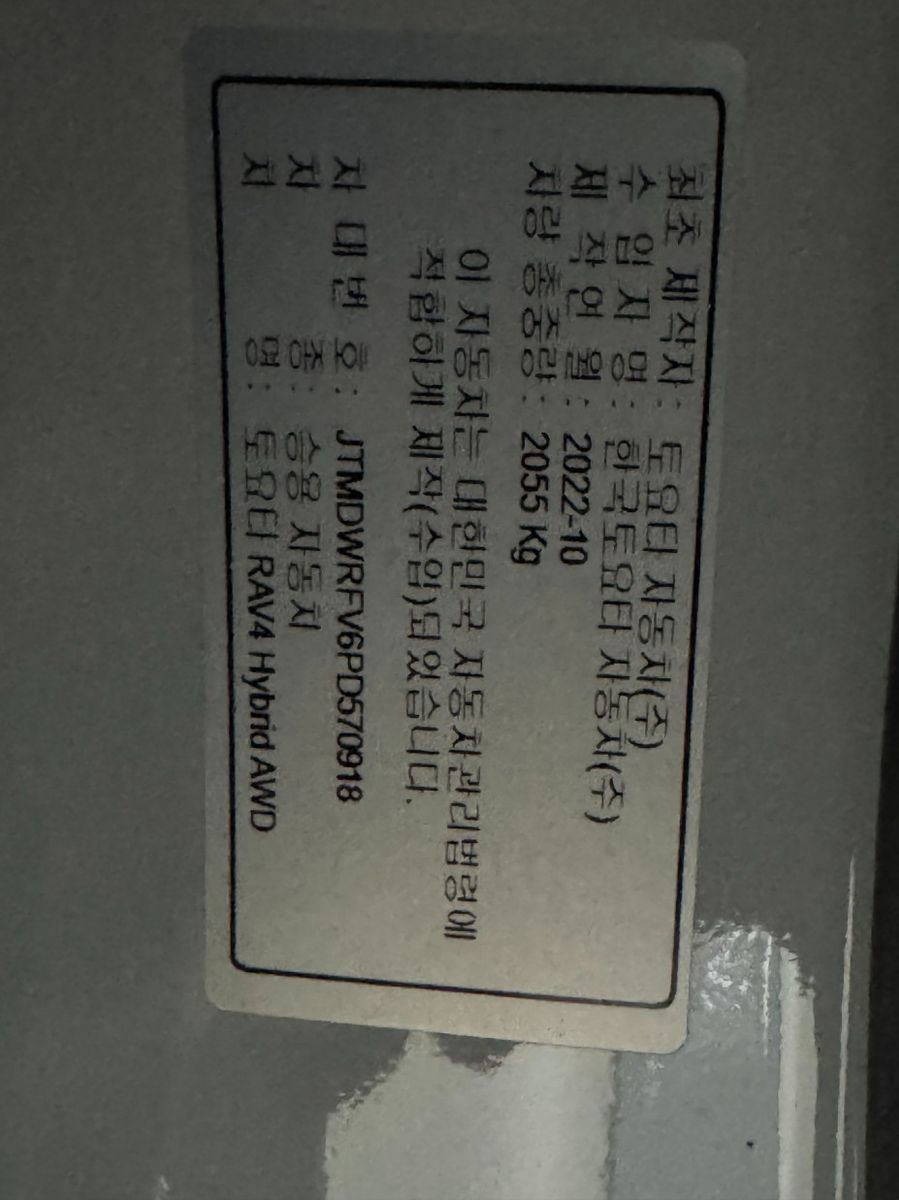 최초 제작자: 토요타 자동차(주)
수 입 자 명: 한국토요타 자동차(주)
제 작 연 월: 2022-10
차량 총중량: 2055 Kg
이 자동차는 대한민국 자동차관리법령에
적합하게 제작(수입)되었습니다.
차 대 번 호: JTMDWRFV6PD570918
차 종: 승용 자동차
차 명: 토요타 RAV4 Hybrid AWD